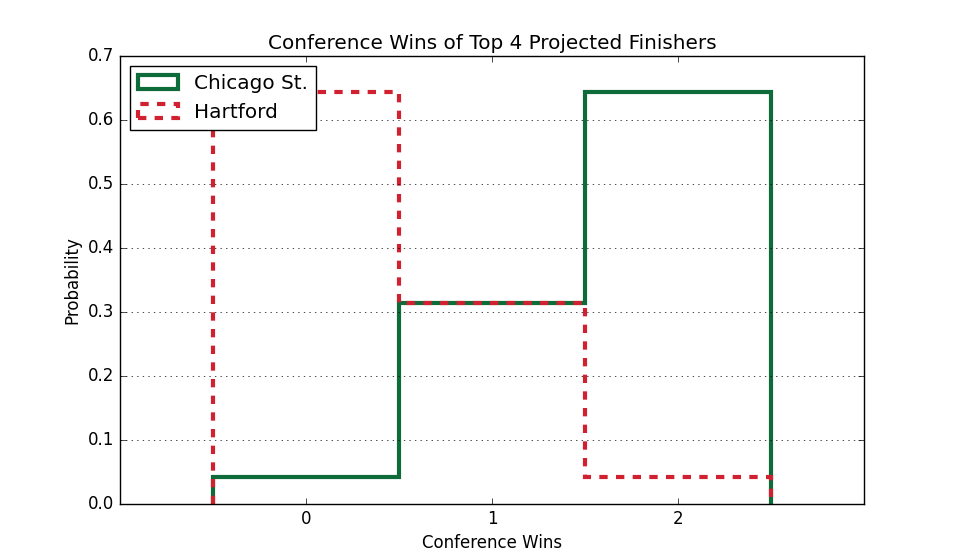 Conference Wins of Top 4 Projected Finishers
Chicago St.
Hartford
Probability
0.7
0.6
0.5
0.4
0.3
0.2
0.1
0.0
0 1 2
Conference Wins